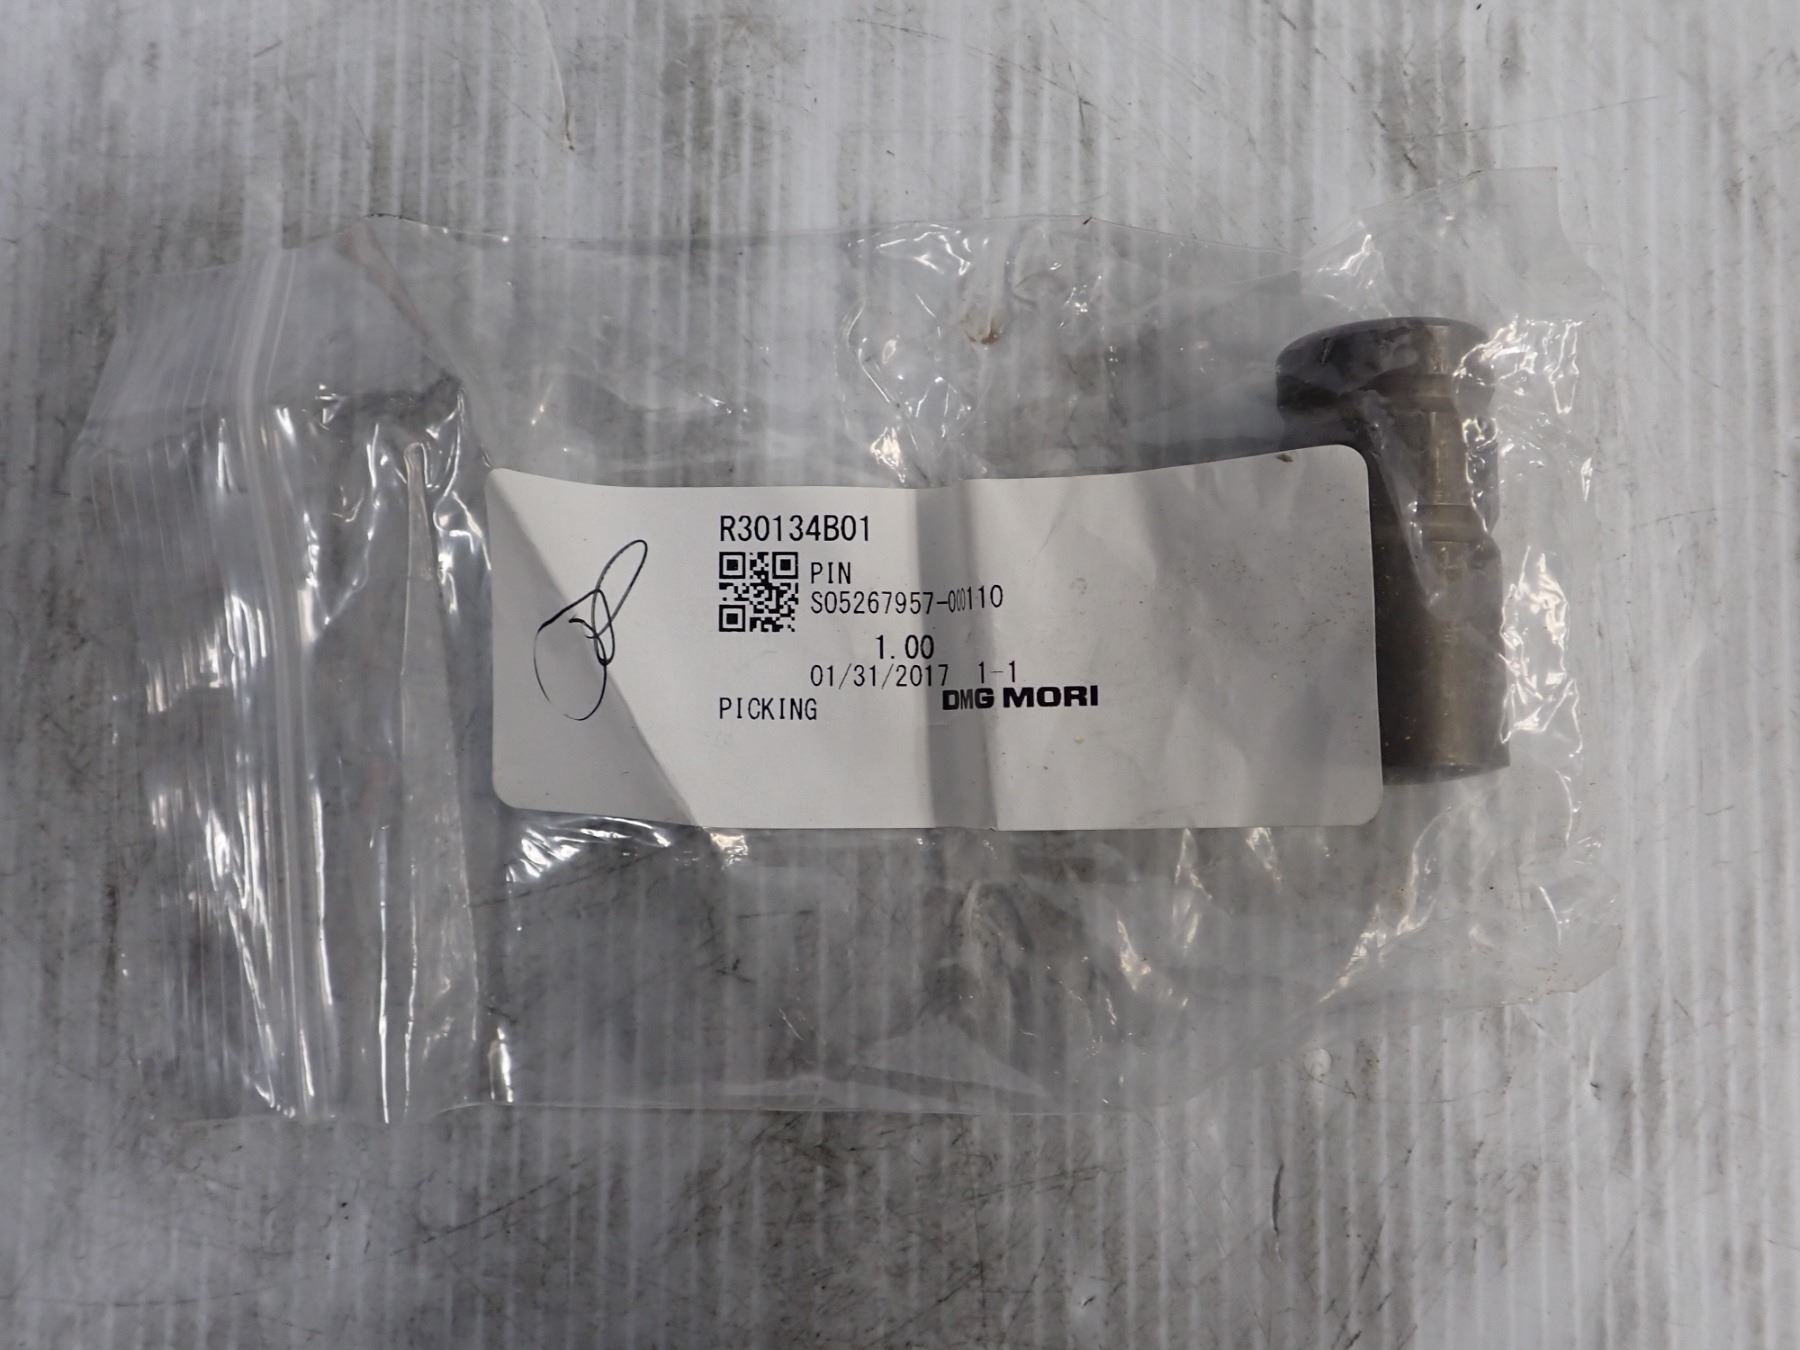 R30134B01
PIN
S05267957-000110
1.00
01/31/2017 1-1
PICKING
DMG MORI